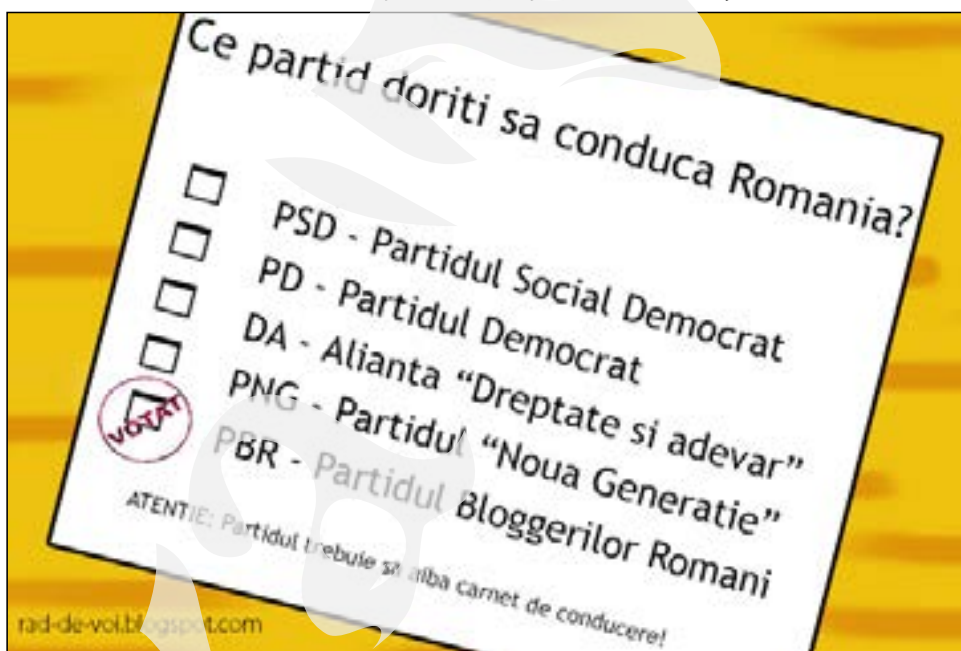 Ce partid doriti sa conduca Romania?
PSD - Partidul Social Democrat
PD - Partidul Democrat
DA - Alianta “Dreptate si adevar”
PNG - Partidul “Noua Generatie”
PBR - Partidul Bloggerilor Romani
VOTAT
ATENTIE: Partidul trebuie sa aiba carnet de conducere!
rad-de-voi.blogspot.com